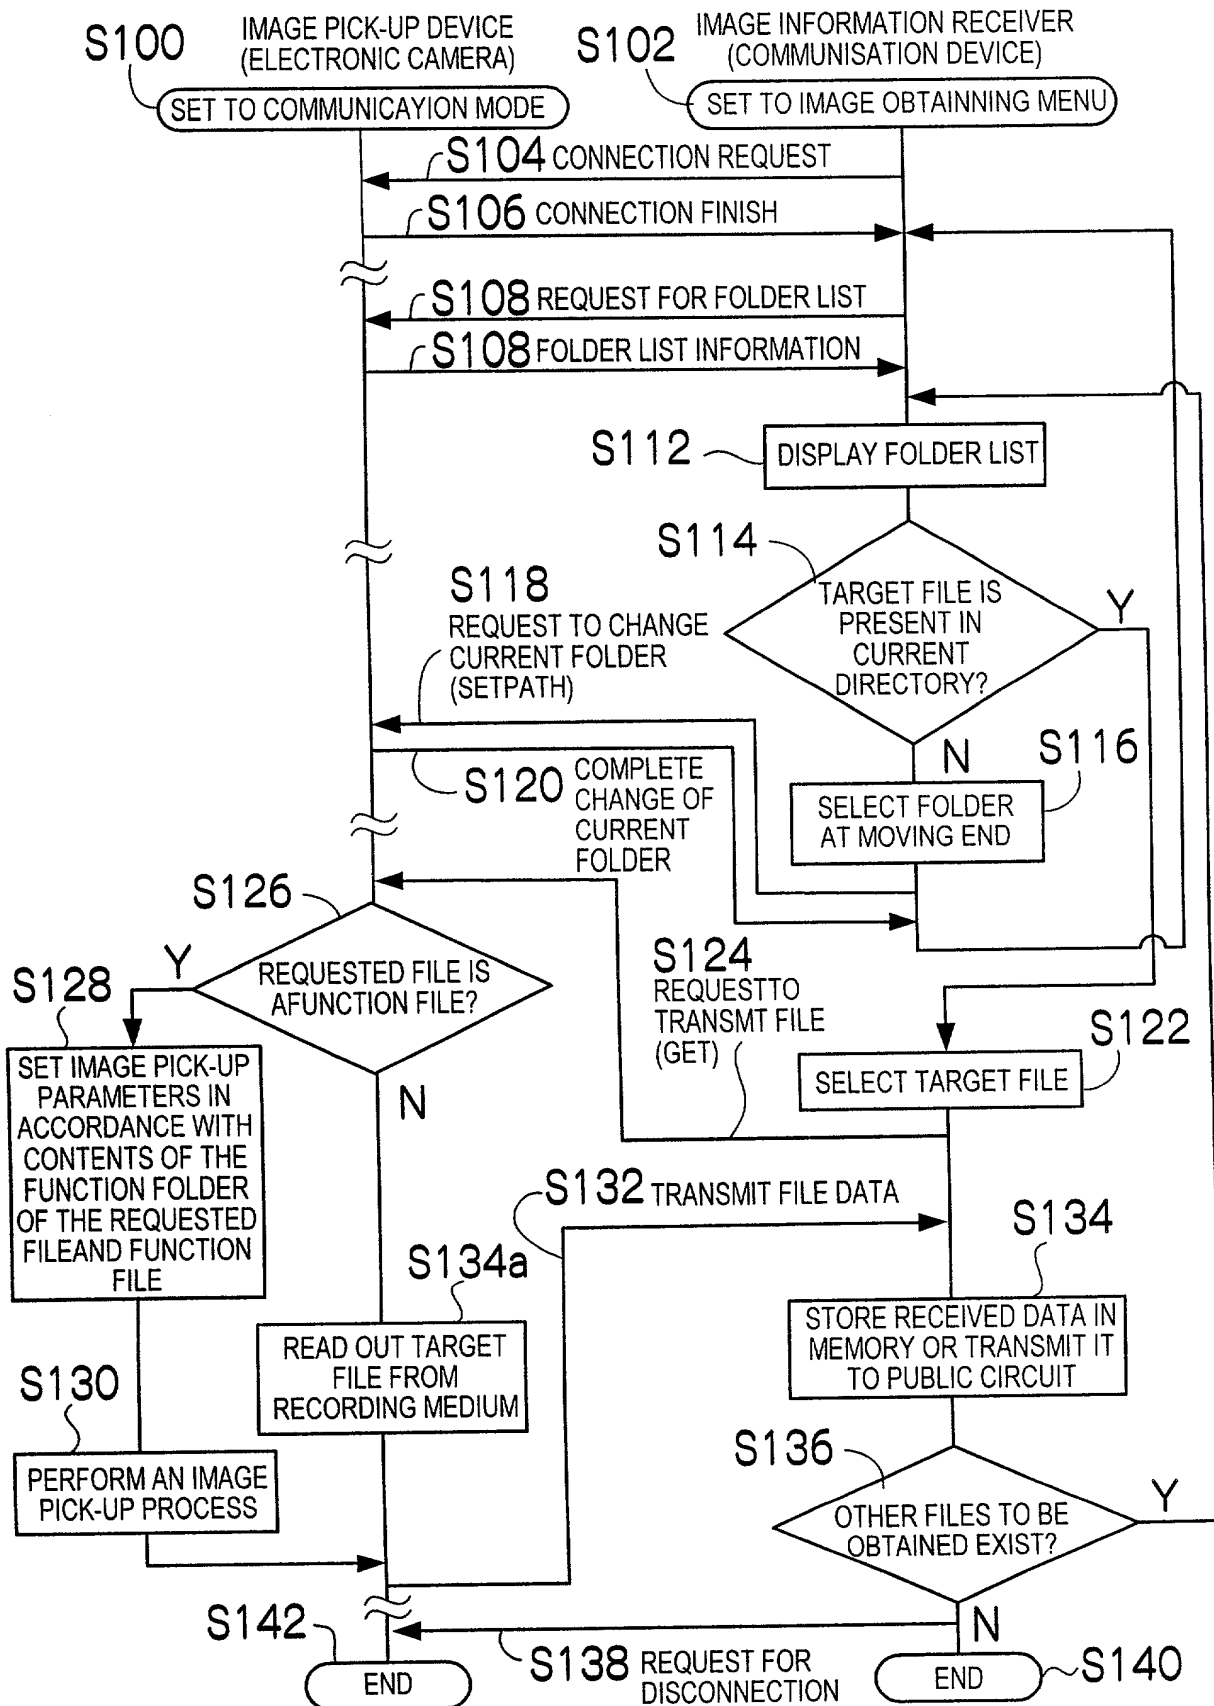 IMAGE PICK-UP DEVICE
(ELECTRONIC CAMERA)
S100
SET TO COMMUNICAYION MODE
IMAGE INFORMATION RECEIVER
(COMMUNISATION DEVICE)
S102
SET TO IMAGE OBTAINNING MENU
S104 CONNECTION REQUEST
S106 CONNECTION FINISH
S108 REQUEST FOR FOLDER LIST
S108 FOLDER LIST INFORMATION
S112
DISPLAY FOLDER LIST
S114
TARGET FILE IS
PRESENT IN
CURRENT
DIRECTORY?
Y
N
S118
REQUEST TO CHANGE
CURRENT FOLDER
(SETPATH)
S116
SELECT FOLDER
AT MOVING END
S120
COMPLETE
CHANGE OF
CURRENT
FOLDER
S126
REQUESTED FILE IS
AFUNCTION FILE?
Y
N
S124
REQUESTTO
TRANSMT FILE
(GET)
S122
SELECT TARGET FILE
S128
SET IMAGE PICK-UP
PARAMETERS IN
ACCORDANCE WITH
CONTENTS OF THE
FUNCTION FOLDER
OF THE REQUESTED
FILEAND FUNCTION
FILE
S132 TRANSMIT FILE DATA
S134
STORE RECEIVED DATA IN
MEMORY OR TRANSMIT IT
TO PUBLIC CIRCUIT
S134a
READ OUT TARGET
FILE FROM
RECORDING MEDIUM
S130
PERFORM AN IMAGE
PICK-UP PROCESS
S136
OTHER FILES TO BE
OBTAINED EXIST?
Y
N
S142
END
S138 REQUEST FOR
DISCONNECTION
END
S140